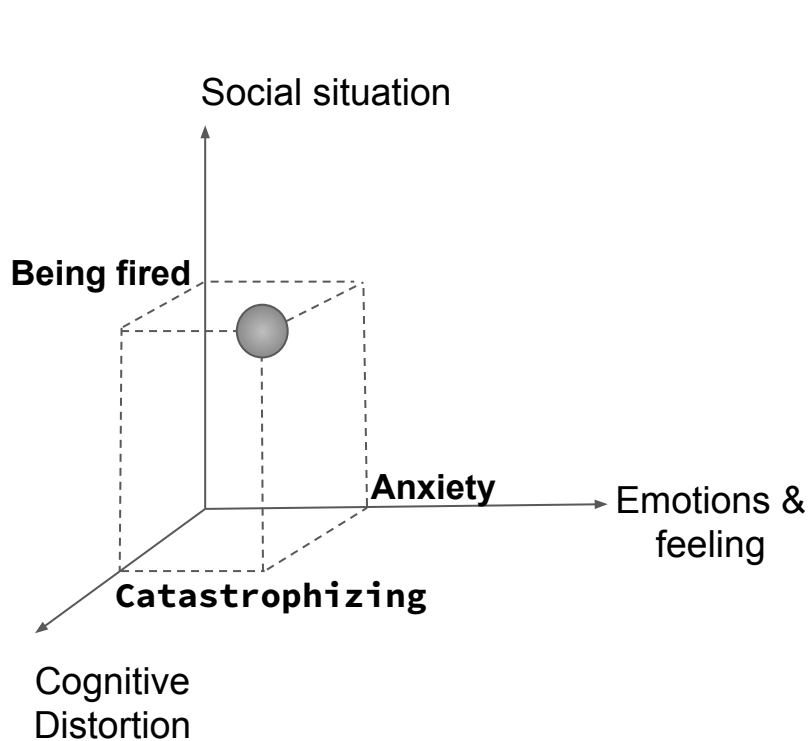 Social situation
Being fired
Anxiety
Emotions &
feeling
Catastrophizing
Cognitive
Distortion